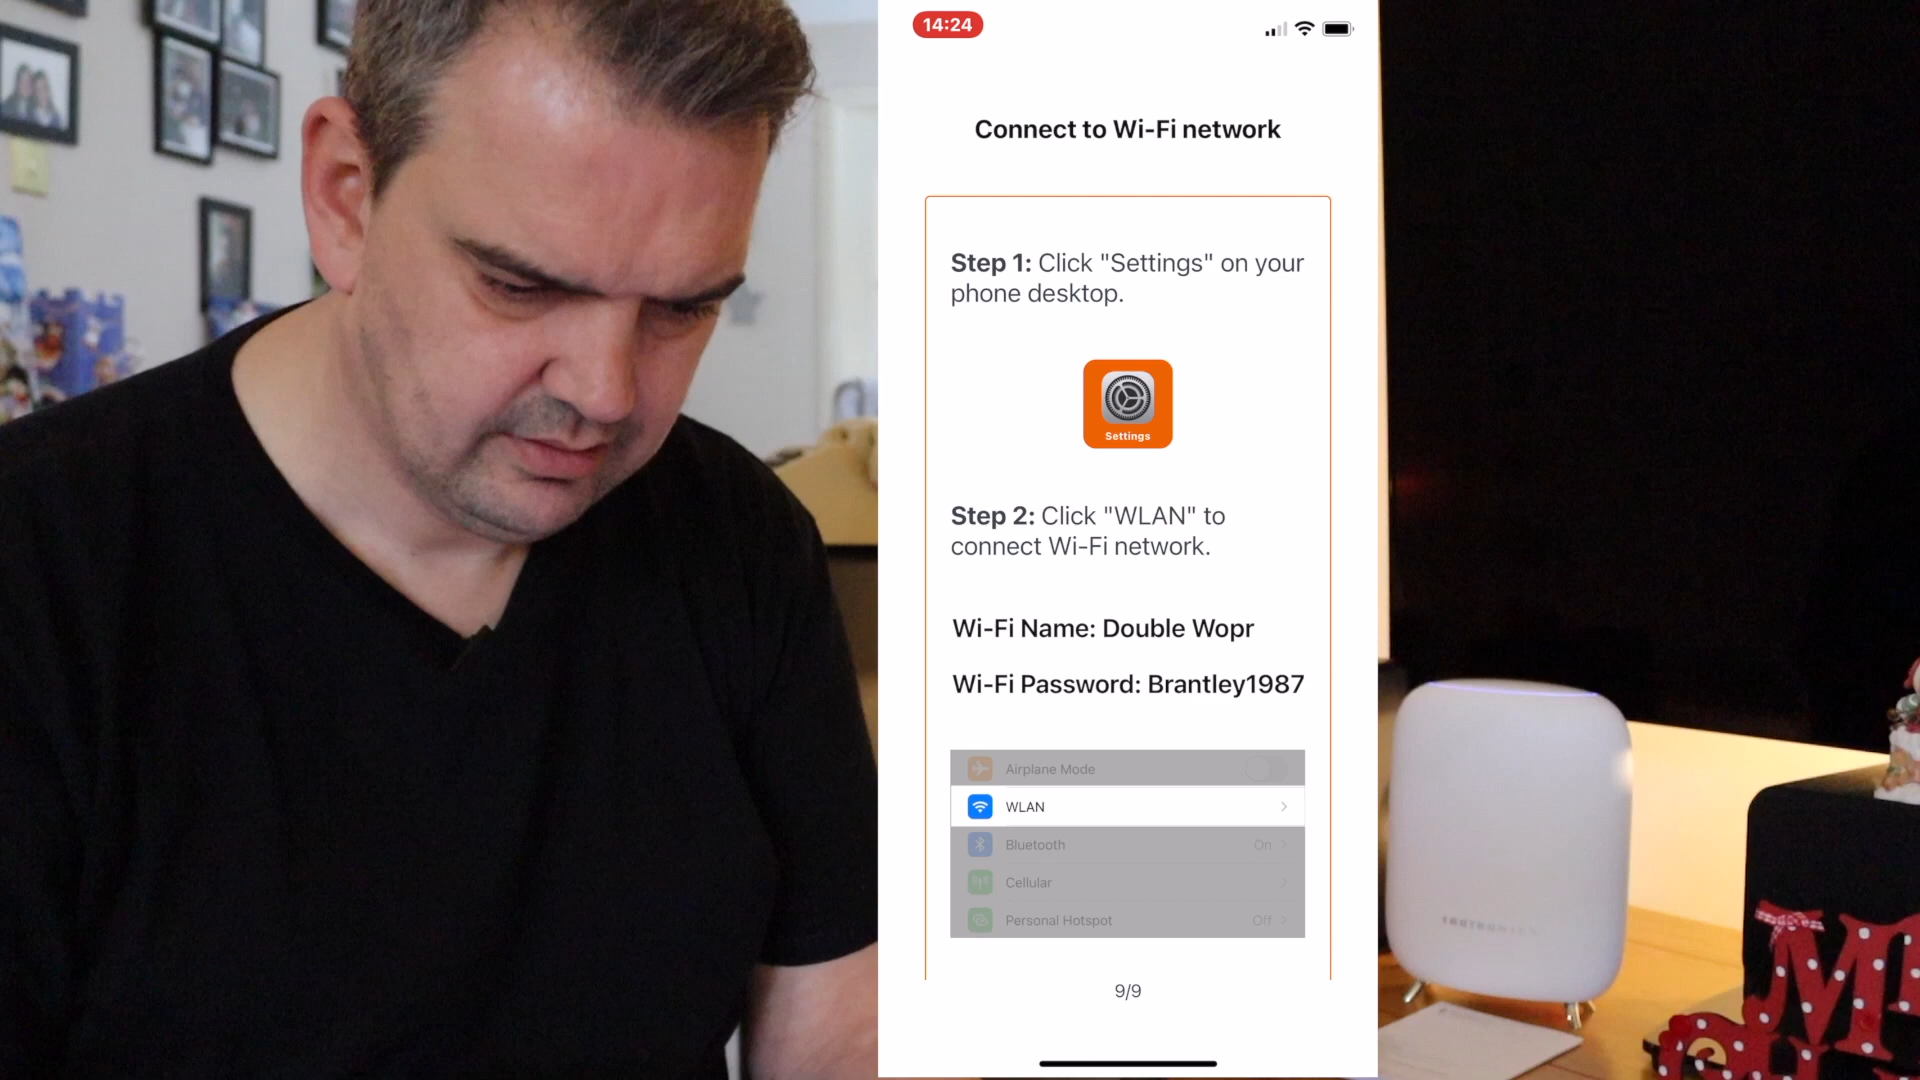 14:24
Connect to Wi-Fi network
Step 1: Click "Settings" on your
phone desktop.
Settings
Step 2: Click "WLAN" to
connect Wi-Fi network.
Wi-Fi Name: Double Wopr
Wi-Fi Password: Brantley1987
Airplane Mode
WLAN
Bluetooth On
Cellular
Personal Hotspot Off
9/9